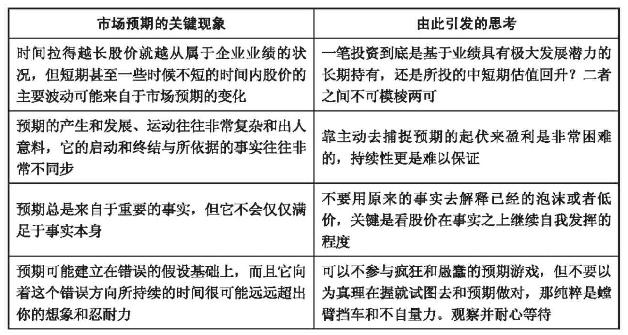 市场预期的关键现象
由此引发的思考
时间拉得越长股价就越从属于企业业绩的状
况，但短期甚至一些时候不短的时间内股价的
主要波动可能来自于市场预期的变化
一笔投资到底是基于业绩具有极大发展潜力的
长期持有，还是所投的中短期估值回升？二者
之间不可模棱两可
预期的产生和发展、运动往往非常复杂和出人
意料，它的启动和终结与所依据的事实往往非
常不同步
靠主动去捕捉预期的起伏来盈利是非常困难
的，持续性更是难以保证
预期总是来自于重要的事实，但它不会仅仅满
足于事实本身
不要用原来的事实去解释已经的泡沫或者低
价，关键是看股价在事实之上继续自我发挥的
程度
预期可能建立在错误的假设基础上，而且它向
着这个错误方向所持续的时间很可能远远超出
你的想象和忍耐力
可以不参与疯狂和愚蠢的预期游戏，但不要以
为真理在握就试图去和预期做对，那纯粹是螳
臂挡车和不自量力。观察并耐心等待